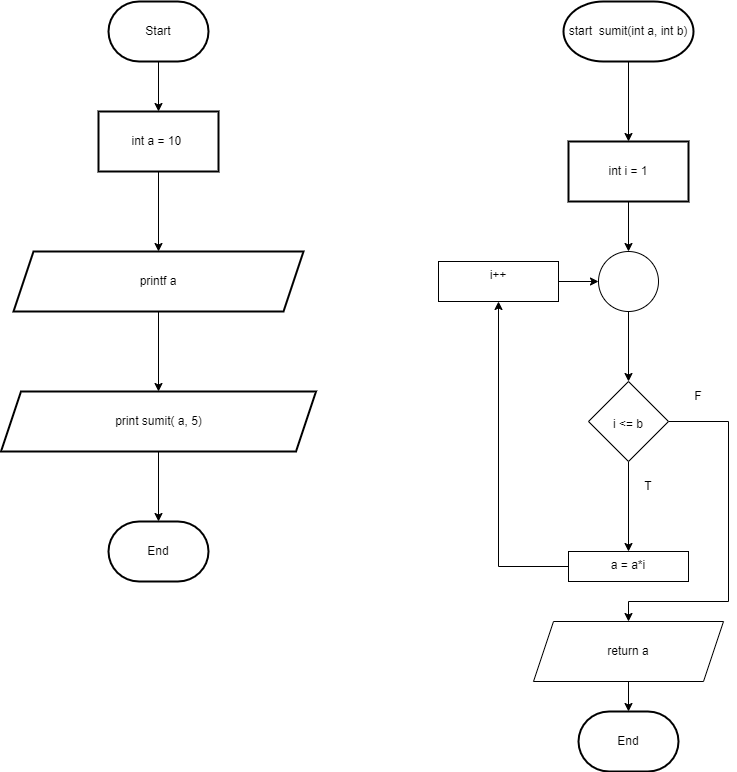 Start
int a = 10
printf a
print sumit( a, 5)
End
start  sumit(int a, int b)
int i = 1
i++
i <= b
F
T
a = a*i
return a
End